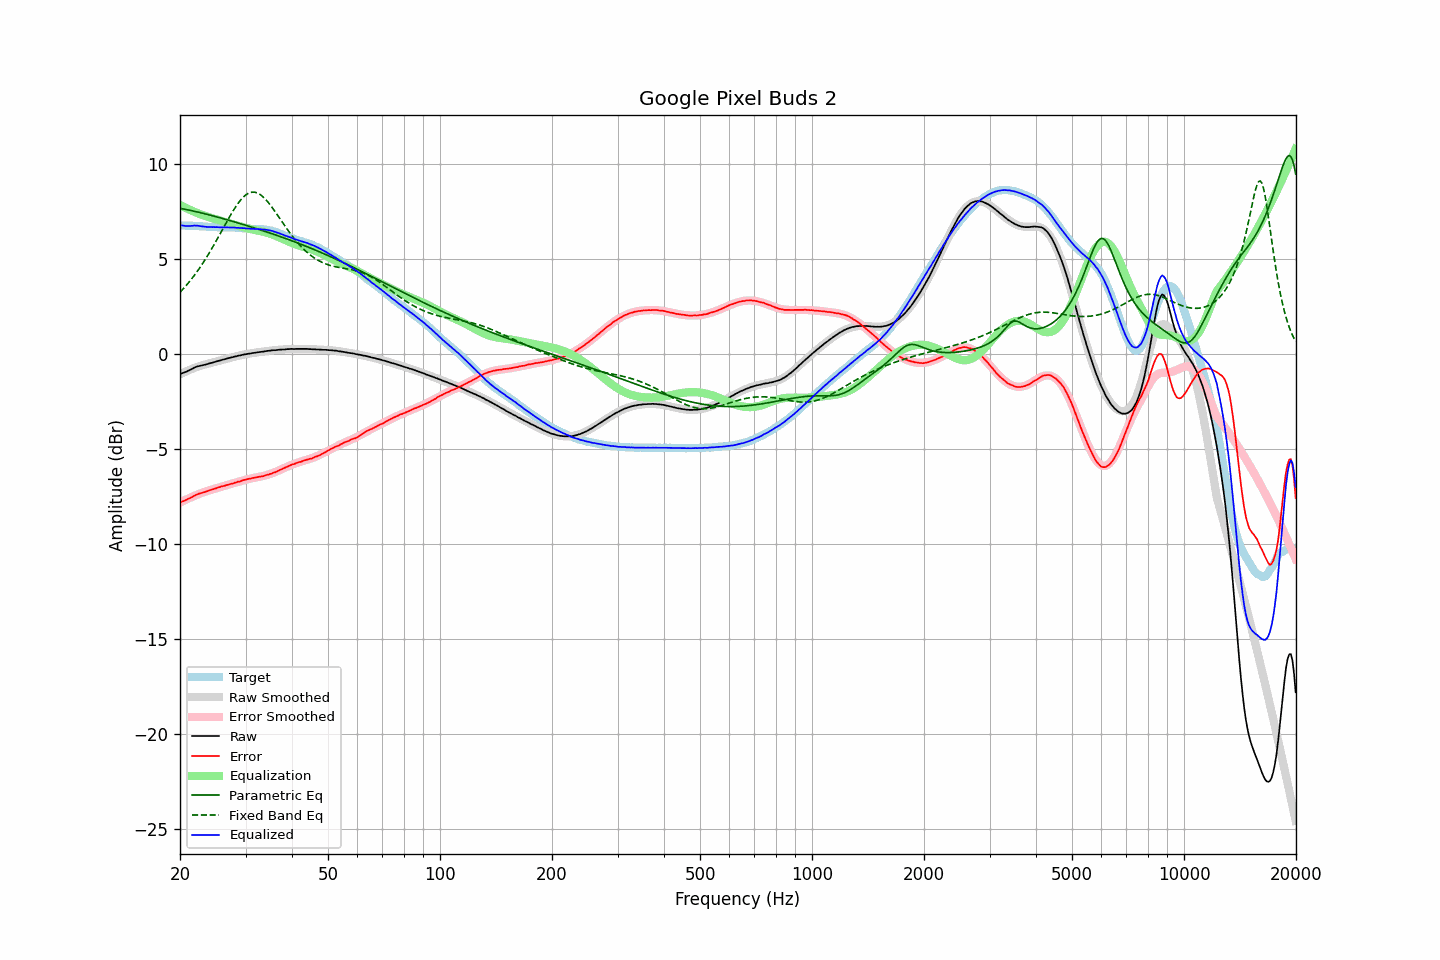 Google Pixel Buds 2
Amplitude (dBr)
10
5
0
−5
−10
−15
−20
−25
Target
Raw Smoothed
Error Smoothed
Raw
Error
Equalization
Parametric Eq
Fixed Band Eq
Equalized
20 50 100 200 500 1000 2000 5000 10000 20000
Frequency (Hz)